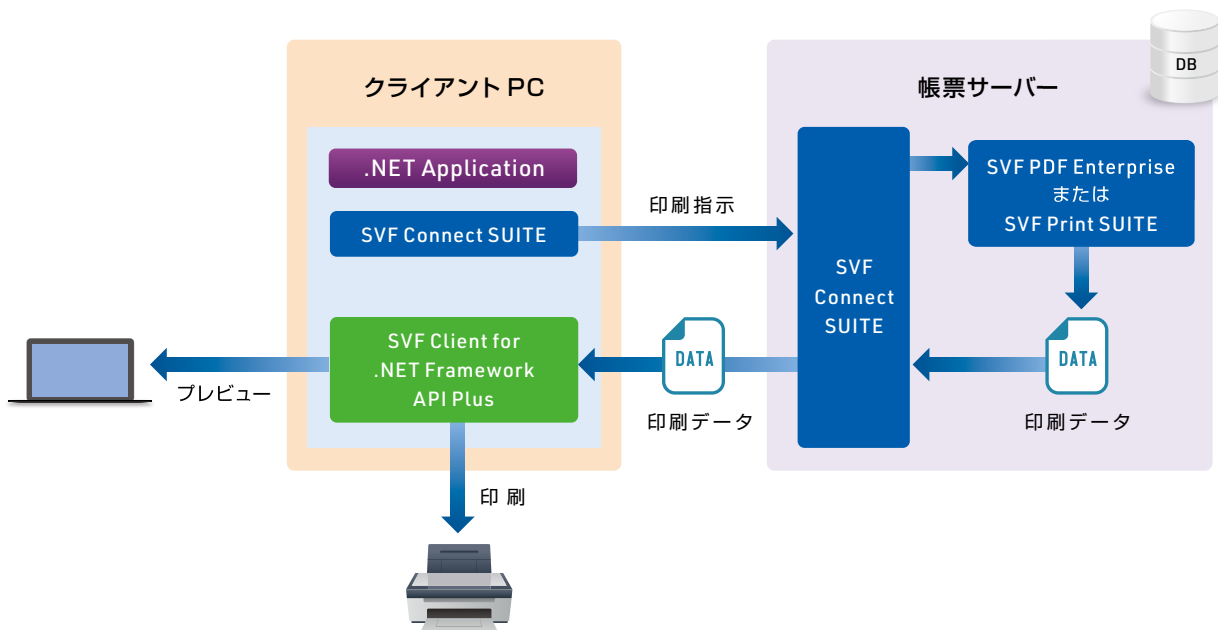 クライアント PC
.NET Application
SVF Connect SUITE
SVF Client for
.NET Framework
API Plus
プレビュー
印 刷
印刷指示
DATA
印刷データ
帳票サーバー
DB
SVF
Connect
SUITE
SVF PDF Enterprise
または
SVF Print SUITE
DATA
印刷データ